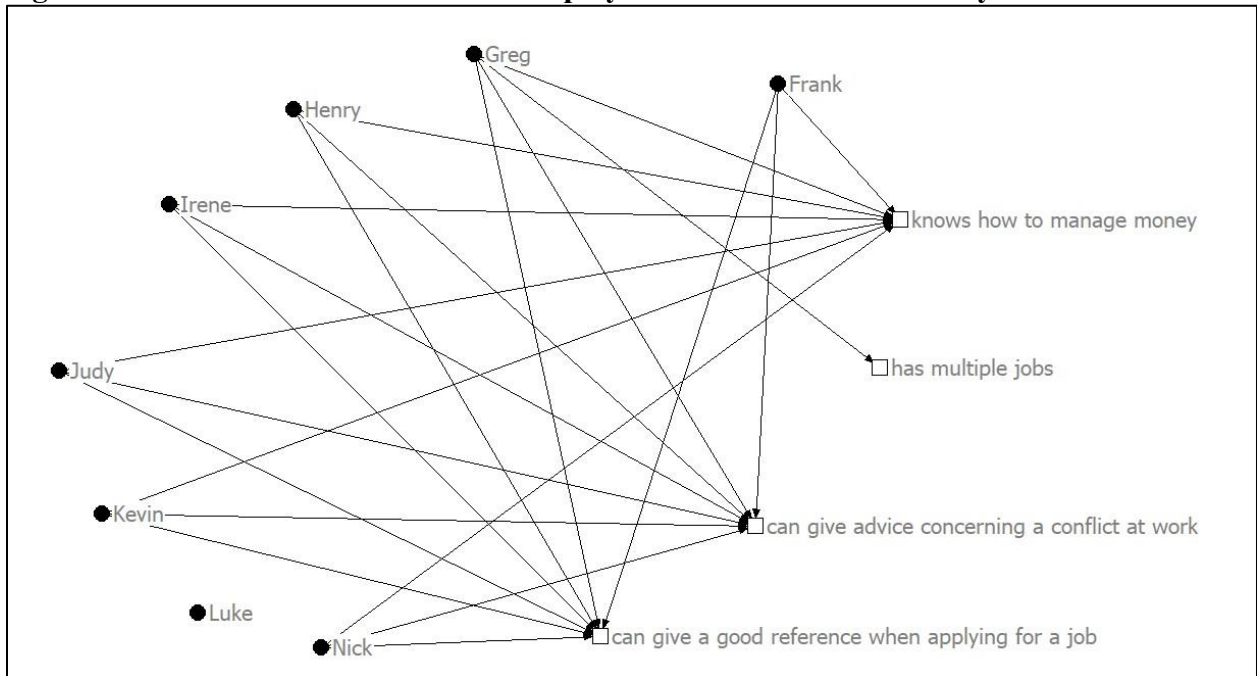 Greg
Frank
Henry
Irene
knows how to manage money
has multiple jobs
Judy
Kevin
can give advice concerning a conflict at work
Luke
Nick
can give a good reference when applying for a job